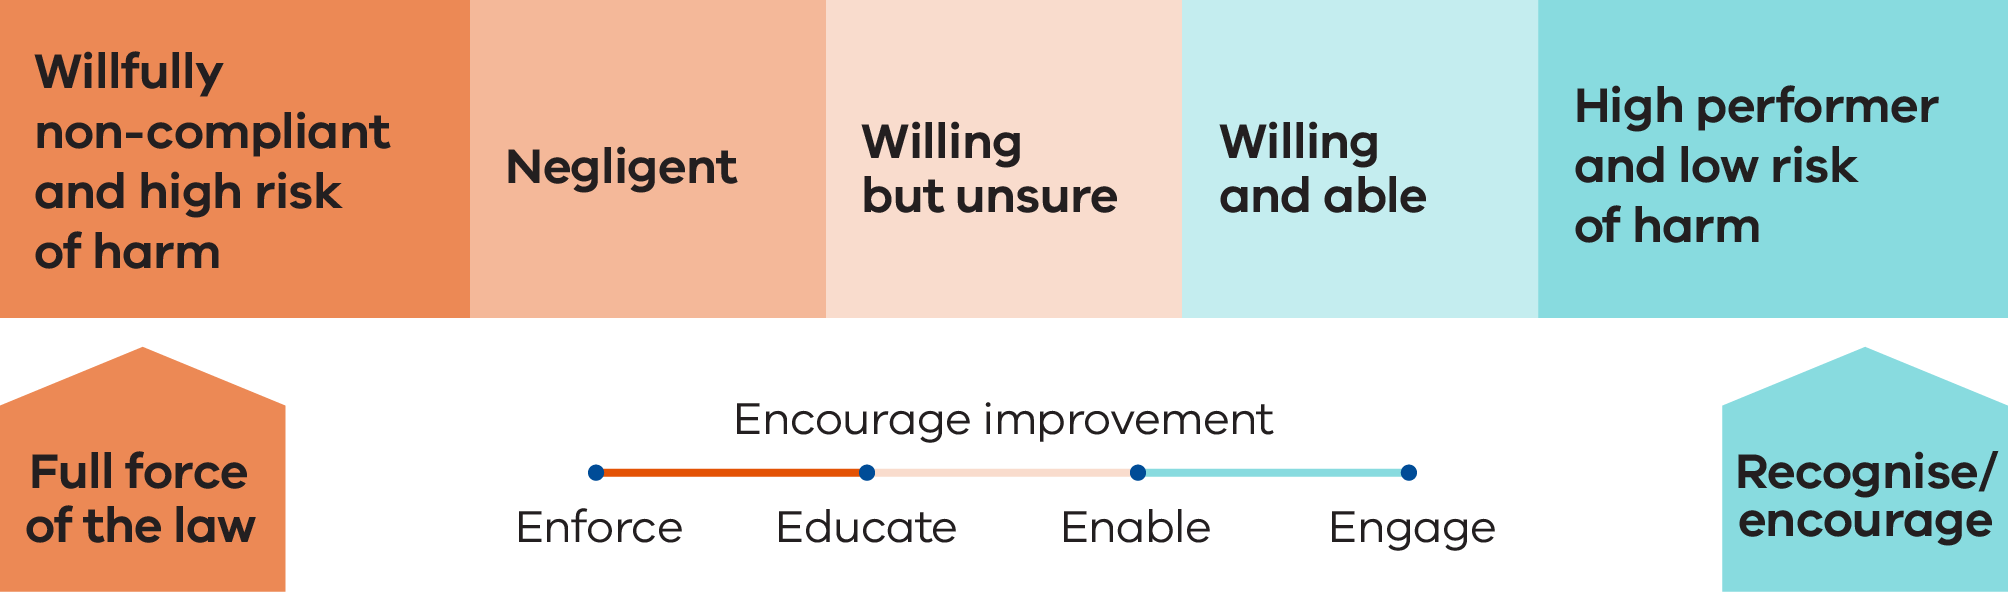 Willfully
non-compliant
and high risk
of harm
Negligent
Willing
but unsure
Willing
and able
High performer
and low risk
of harm
Full force
of the law
Encourage improvement
Enforce
Educate
Enable
Engage
Recognise/
encourage